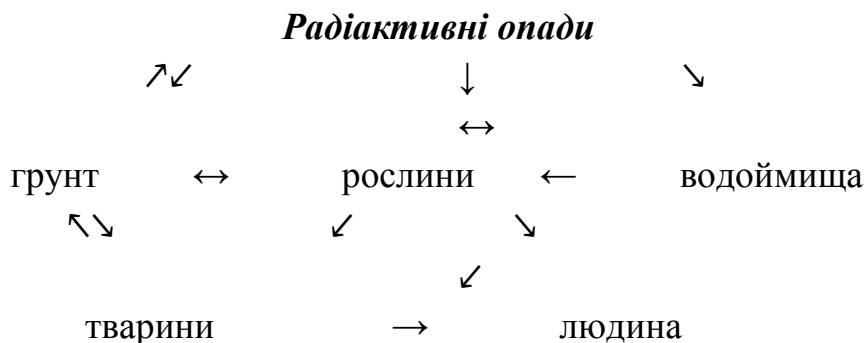 Радіактивні опади
↗↙ ↓ ↘
↔
грунт ↔ рослини ← водоймища
↖↘ ↙ ↘
↙
тварини → людина